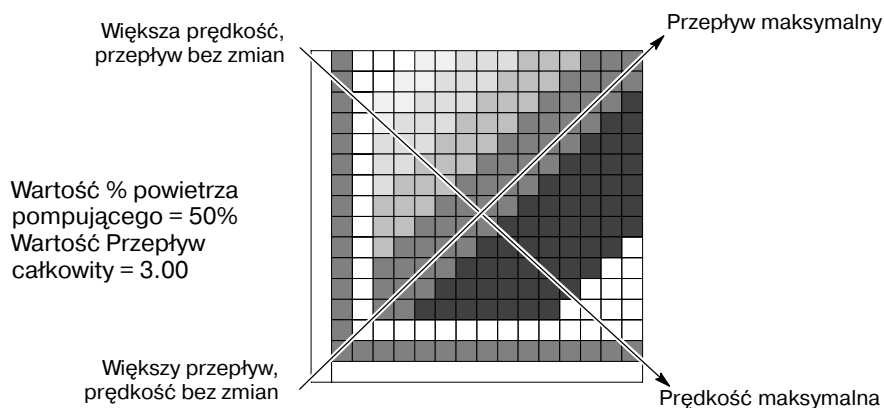 Większa prędkość,
przepływ bez zmian
Przepływ maksymalny
Wartość % powietrza
pompującego = 50%
Wartość Przepływ
całkowity = 3.00
Większy przepływ,
prędkość bez zmian
Prędkość maksymalna